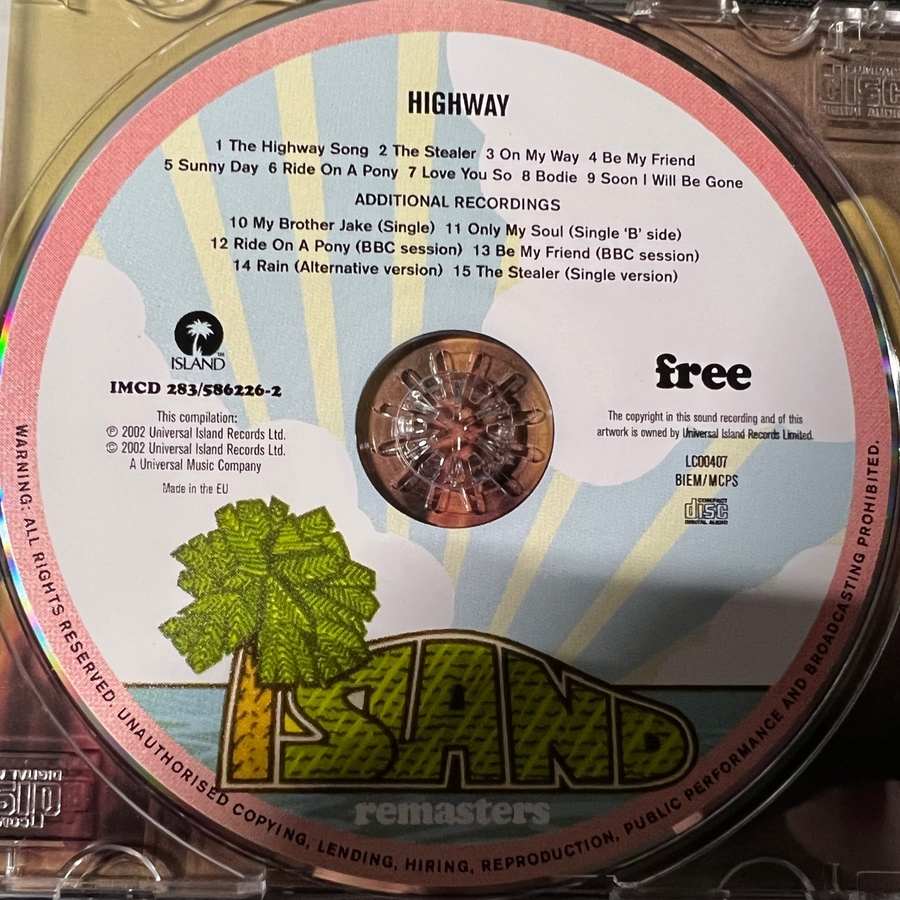 HIGHWAY
1 The Highway Song 2 The Stealer 3 On My Way 4 Be My Friend
5 Sunny Day 6 Ride On A Pony 7 Love You So 8 Bodie 9 Soon I Will Be Gone
ADDITIONAL RECORDINGS
10 My Brother Jake (Single) 11 Only My Soul (Single 'B' side)
12 Ride On A Pony (BBC session) 13 Be My Friend (BBC session)
14 Rain (Alternative version) 15 The Stealer (Single version)
ISLAND™
IMCD 283/586226-2
This compilation:
℗ 2002 Universal Island Records Ltd.
© 2002 Universal Island Records Ltd.
A Universal Music Company
Made in the EU
free
The copyright in this sound recording and of this
artwork is owned by Universal Island Records Limited.
LC00407
BIEM/MCPS
COMPACT
disc
DIGITAL AUDIO
ISLAND
remasters
WARNING: ALL RIGHTS RESERVED. UNAUTHORISED COPYING, LENDING, HIRING, REPRODUCTION, PUBLIC PERFORMANCE AND BROADCASTING PROHIBITED.